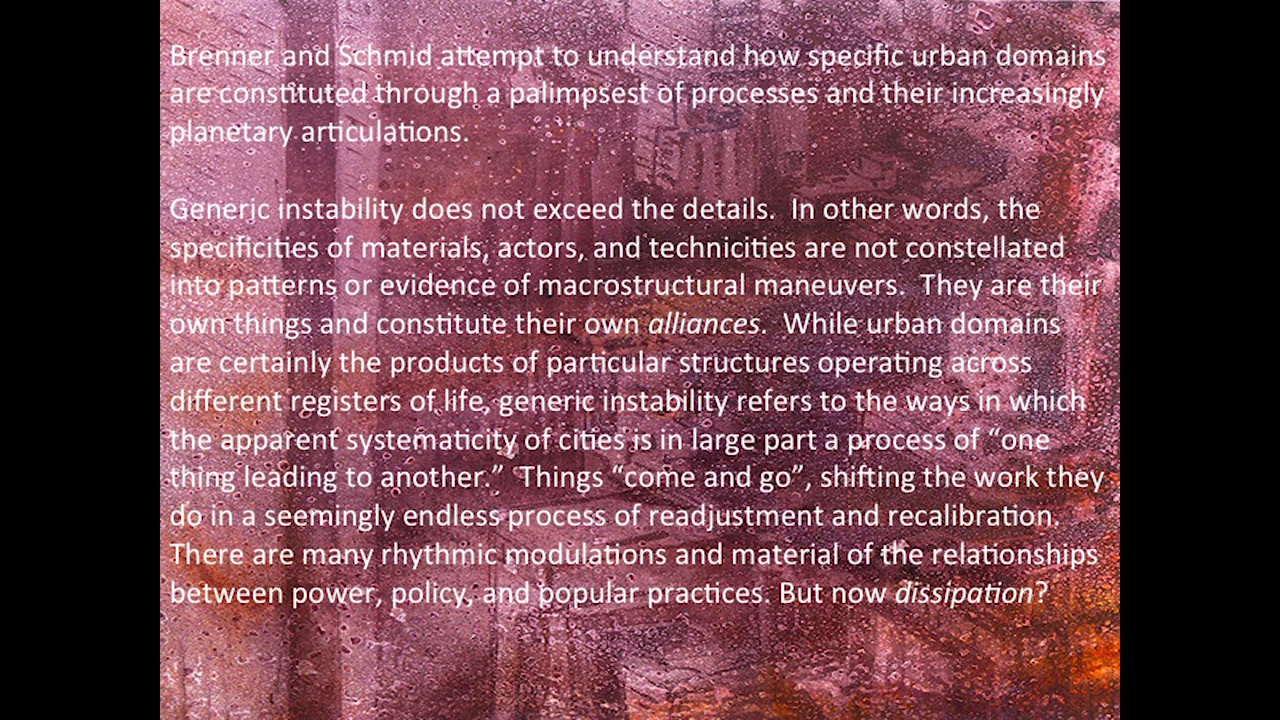 Brenner and Schmid attempt to understand how specific urban domains
are constituted through a palimpsest of processes and their increasingly
planetary articulations.
Generic instability does not exceed the details.  In other words, the
specificities of materials, actors, and technicities are not constellated
into patterns or evidence of macrostructural maneuvers.  They are their
own things and constitute their own alliances.  While urban domains
are certainly the products of particular structures operating across
different registers of life, generic instability refers to the ways in which
the apparent systematicity of cities is in large part a process of “one
thing leading to another.”  Things “come and go”, shifting the work they
do in a seemingly endless process of readjustment and recalibration.
There are many rhythmic modulations and material of the relationships
between power, policy, and popular practices. But now dissipation?